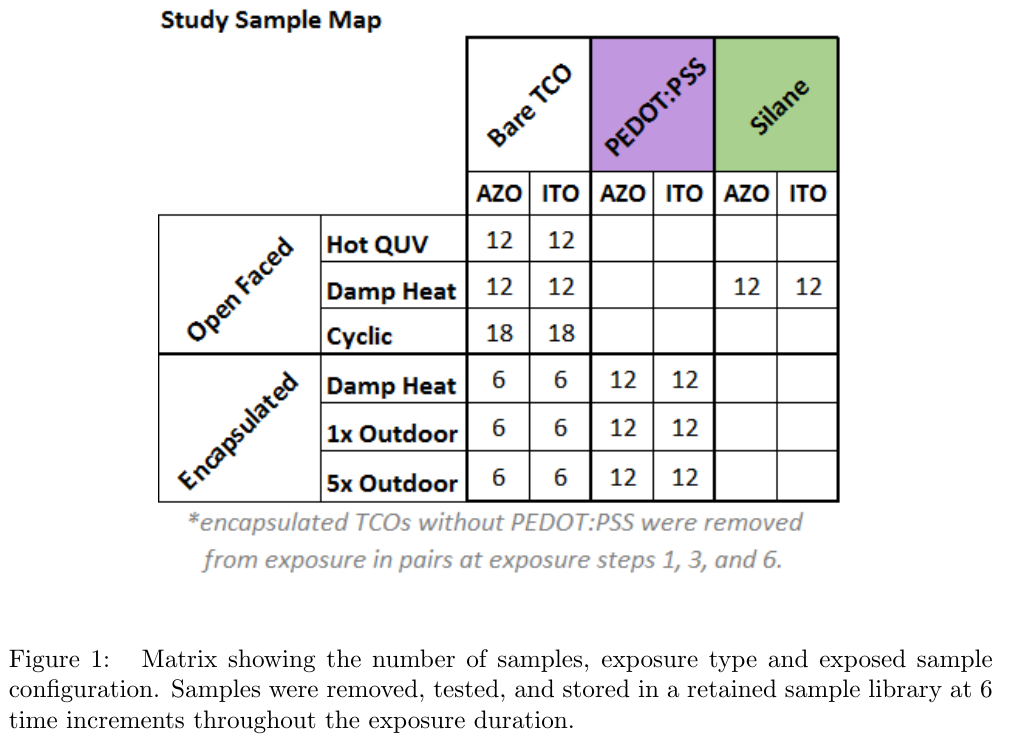 Study Sample Map
Bare TCO PEDOT:PSS Silane
AZO ITO AZO ITO AZO ITO
Open Faced
Hot QUV 12 12
Damp Heat 12 12 12 12
Cyclic 18 18
Encapsulated
Damp Heat 6 6 12 12
1x Outdoor 6 6 12 12
5x Outdoor 6 6 12 12
*encapsulated TCOs without PEDOT:PSS were removed
from exposure in pairs at exposure steps 1, 3, and 6.
Figure 1: Matrix showing the number of samples, exposure type and exposed sample
configuration. Samples were removed, tested, and stored in a retained sample library at 6
time increments throughout the exposure duration.